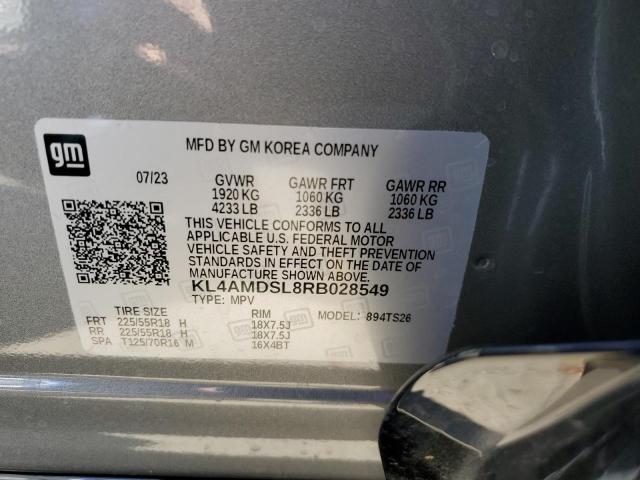 gm
MFD BY GM KOREA COMPANY
07/23 GVWR GAWR FRT GAWR RR
1920 KG 1060 KG 1060 KG
4233 LB 2336 LB 2336 LB
THIS VEHICLE CONFORMS TO ALL
APPLICABLE U.S. FEDERAL MOTOR
VEHICLE SAFETY AND THEFT PREVENTION
STANDARDS IN EFFECT ON THE DATE OF
MANUFACTURE SHOWN ABOVE.
KL4AMDSL8RB028549
TYPE: MPV
TIRE SIZE RIM MODEL: 894TS26
FRT 225/55R18 H 18X7.5J
RR 225/55R18 H 18X7.5J
SPA T125/70R16 M 16X4BT